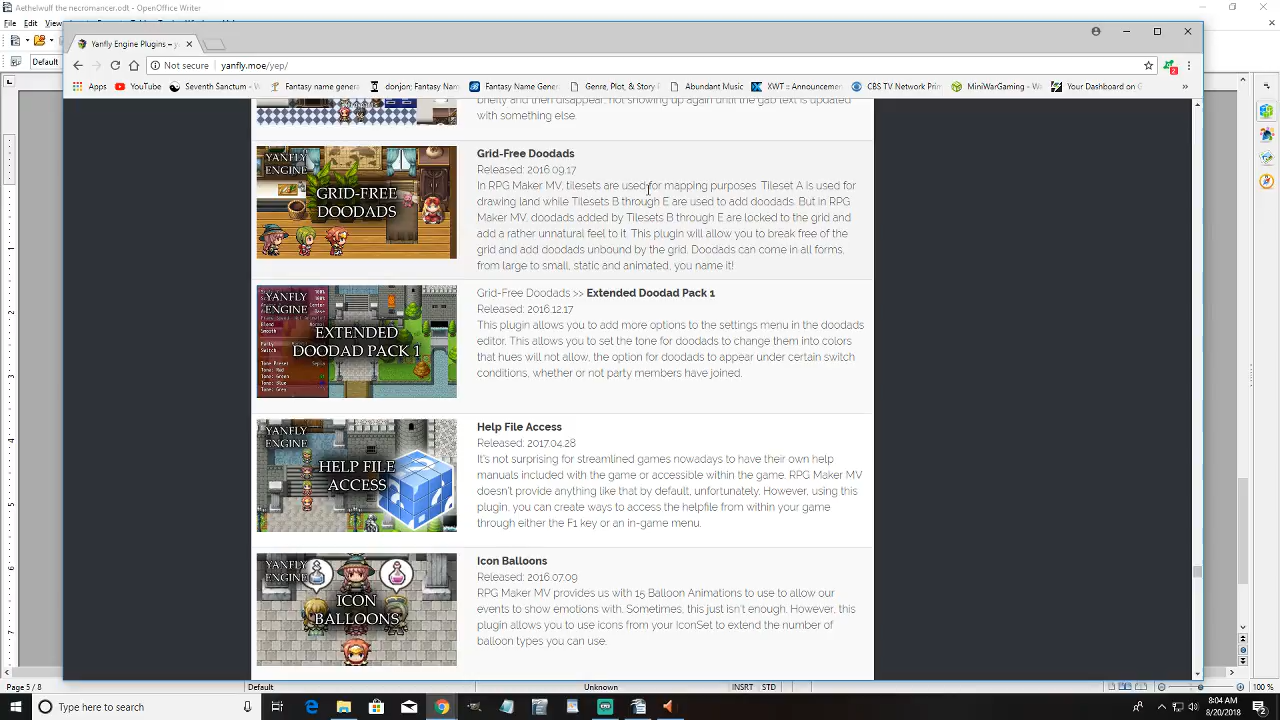 Aethelwulf the necromancer.odt - OpenOffice Writer
File Edit View
Yanfly Engine Plugins – y
Not secure yanfly.moe/yep/
Apps YouTube Seventh Sanctum - Fantasy name gener donjon; Fantasy Nam Fantasy Name Gener Genre, Plot, & Story Abundant Music XWT = Announceme CBS TV Network Prim MiniWarGaming - W Your Dashboard on G »
Default
briefly and then disappear, not showing up again until the gab text is updated
with something else
YANFLY
ENGINE
GRID-FREE
DOODADS
Grid-Free Doodads
Released: 2016.09.17
In RPG Maker MV, tilesets are used for mapping purposes. Tileset A is used for
drawing land while Tilesets B through E are used to add doodads. But in RPG
Maker MV, doodads added by Tilesets B through E are locked to the grid and
add a rather unnatural feel to it. This plugin will allow you to break free of the
grid and add doodads unbound by the grid. Doodads can come in all forms,
from large to small, static and animated, you name it!
YANFLY
ENGINE
EXTENDED
DOODAD PACK 1
Grid-Free Doodads >> Extended Doodad Pack 1
Released: 2016.12.17
This plugin allows you to add more options to the settings menu in the doodads
editor. This allows you to set the tone for doodads to change them into colors
that hues will not allow, the option for doodads to appear under certain switch
conditions, whether or not party members have joined.
YANFLY
ENGINE
HELP FILE
ACCESS
Help File Access
Released: 2017.04.28
It's not surprising for streamlined games nowadays to have their own help
manuals included with the game or accessible within the game. RPG Maker MV
doesn't provide anything like that by default, unfortunately. However, using this
plugin, you can create ways to access the helpfile from within your game
through either the F1 key or an in-game menu.
YANFLY
ENGINE
ICON
BALLOONS
Icon Balloons
Released: 2016.07.09
RPG Maker MV provides us with 15 Balloon Animations to use to allow our
events to show emotions with. Sometimes, this just isn't enough. However, this
plugin allows you to use icons from your IconSet to extend the number of
balloon types you can use.
Page 5 / 8 Default Unknown INSRT STD 100 %
Type here to search
8:04 AM
8/20/2018